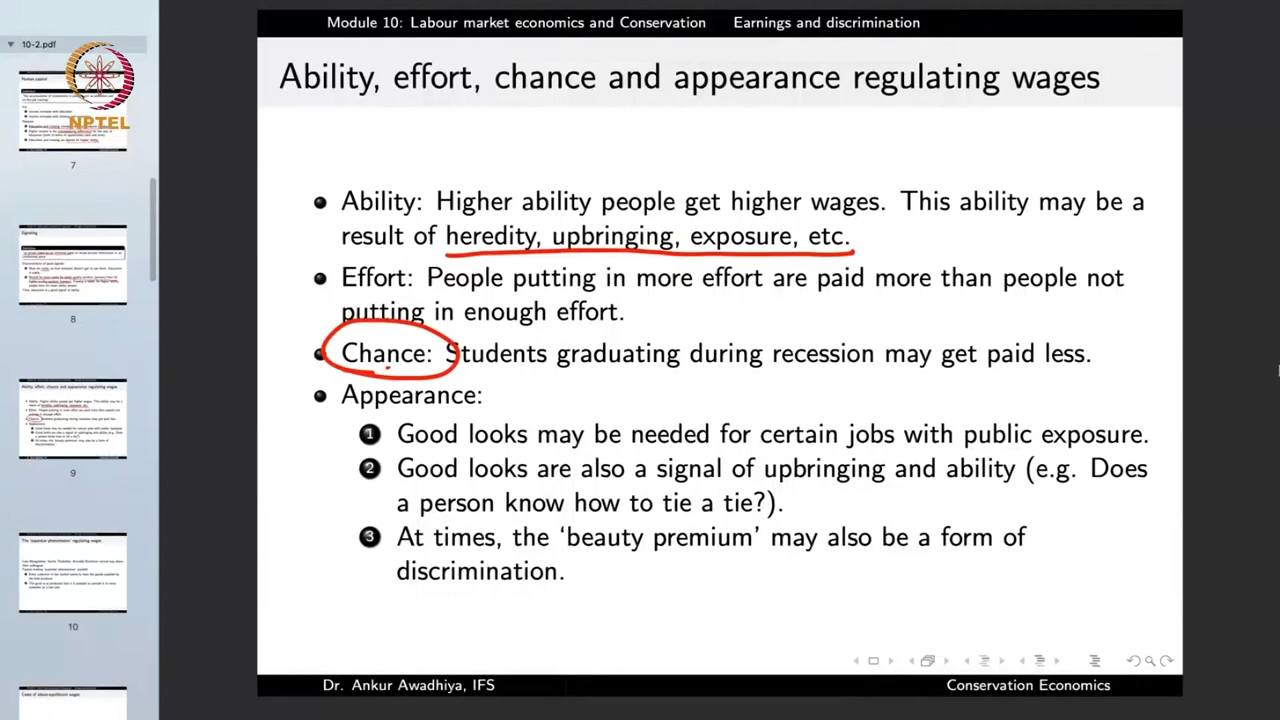 Module 10: Labour market economics and Conservation Earnings and discrimination
10-2.pdf
NPTEL
Ability, effort, chance and appearance regulating wages
Ability: Higher ability people get higher wages. This ability may be a
result of heredity, upbringing, exposure, etc.
Effort: People putting in more effort are paid more than people not
putting in enough effort.
Chance: Students graduating during recession may get paid less.
Appearance:
1 Good looks may be needed for certain jobs with public exposure.
2 Good looks are also a signal of upbringing and ability (e.g. Does
a person know how to tie a tie?).
3 At times, the ‘beauty premium’ may also be a form of
discrimination.
7
8
9
10
Dr. Ankur Awadhiya, IFS Conservation Economics